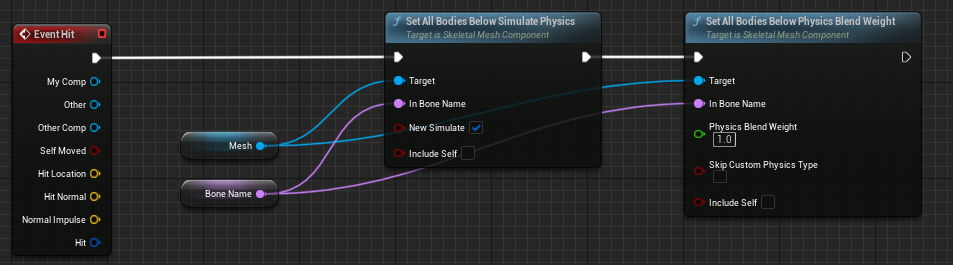 Event Hit
My Comp
Other
Other Comp
Self Moved
Hit Location
Hit Normal
Normal Impulse
Hit
Mesh
Bone Name
f Set All Bodies Below Simulate Physics
Target is Skeletal Mesh Component
Target
In Bone Name
New Simulate
Include Self
f Set All Bodies Below Physics Blend Weight
Target is Skeletal Mesh Component
Target
In Bone Name
Physics Blend Weight
1.0
Skip Custom Physics Type
Include Self